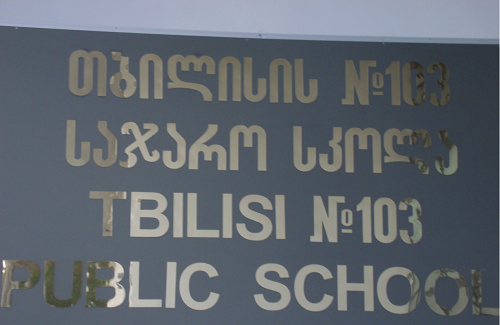 თბილისის №103
საჯარო სკოლა
TBILISI №103
PUBLIC SCHOOL